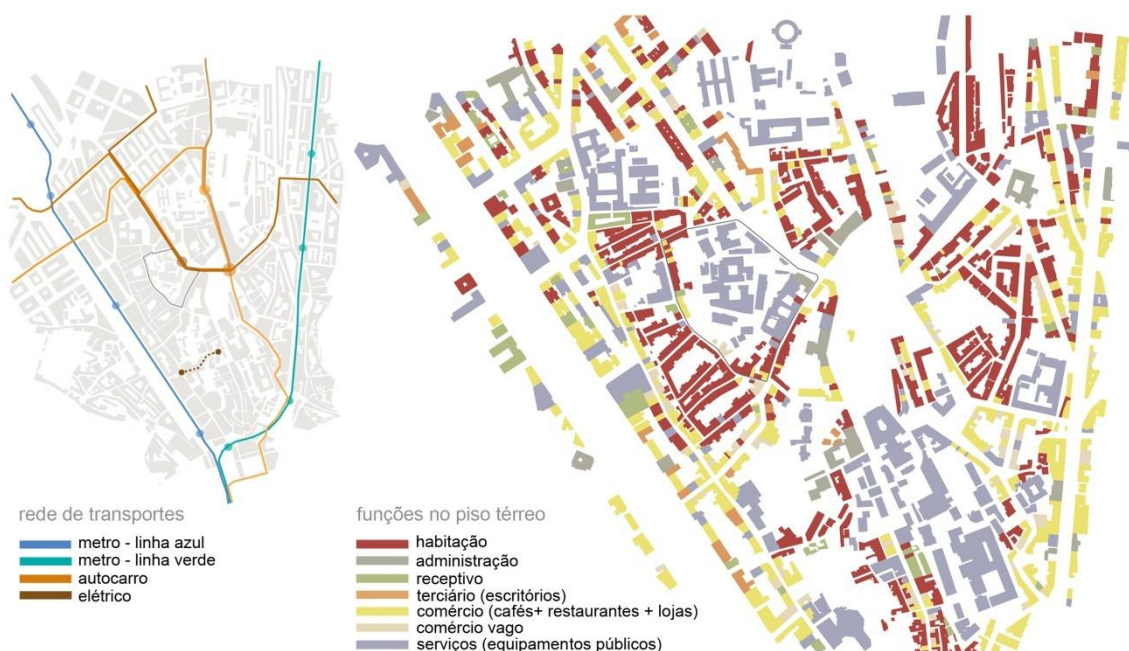 rede de transportes
metro - linha azul
metro - linha verde
autocarro
elétrico
funções no piso térreo
habitação
administração
receptivo
terciário (escritórios)
comércio (cafés+ restaurantes + lojas)
comércio vago
serviços (equipamentos públicos)